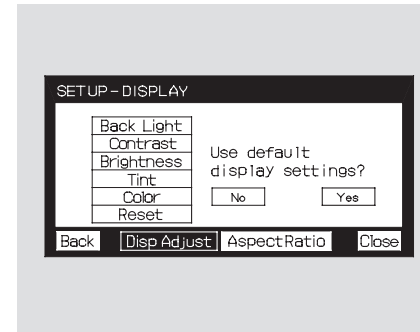 SETUP-DISPLAY
Back Light
Contrast
Brightness
Tint
Color
Reset
Use default
display settings?
No Yes
Back Disp Adjust AspectRatio Close